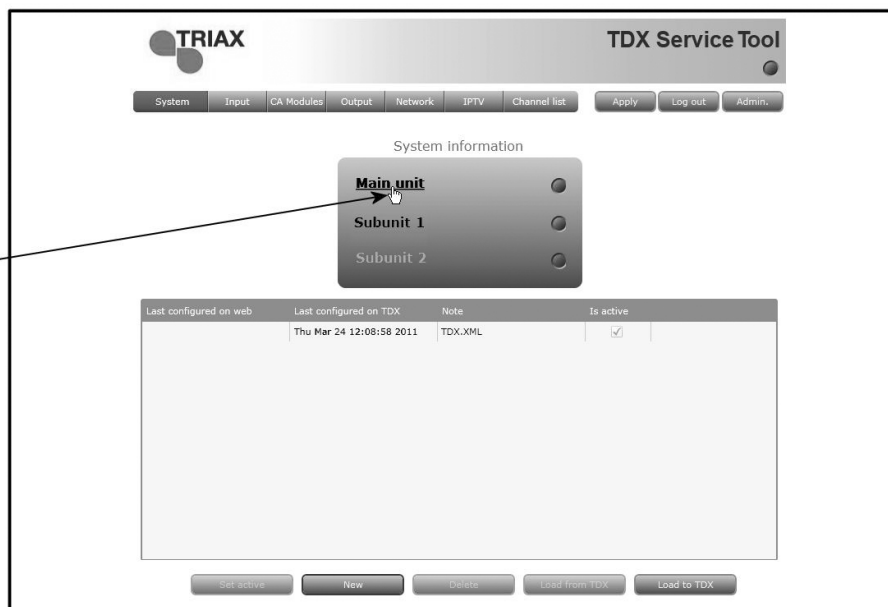 TRIAX
TDX Service Tool
System Input CA Modules Output Network IPTV Channel list Apply Log out Admin.
System information
Main unit
Subunit 1
Subunit 2
Last configured on web Last configured on TDX Note Is active
Thu Mar 24 12:08:58 2011 TDX.XML
Set active New Delete Load from TDX Load to TDX